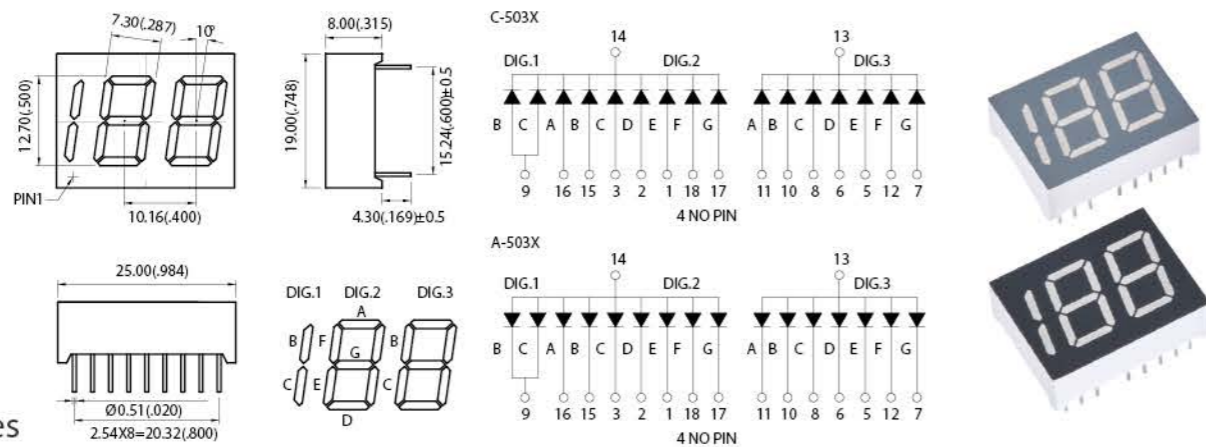 7.30(.287)
10°
12.70(.500)
PIN1
10.16(.400)
8.00(.315)
19.00(.748)
15.24(.600)±0.5
4.30(.169)±0.5
C-503X
14 13
DIG.1 DIG.2 DIG.3
B C A B C D E F G A B C D E F G
9 16 15 3 2 1 18 17 11 10 8 6 5 12 7
4 NO PIN
25.00(.984)
Ø0.51(.020)
2.54X8=20.32(.800)
es
DIG.1 DIG.2 DIG.3
A
B F B
G
C E C
D
A-503X
14 13
DIG.1 DIG.2 DIG.3
B C A B C D E F G A B C D E F G
9 16 15 3 2 1 18 17 11 10 8 6 5 12 7
4 NO PIN
188
188